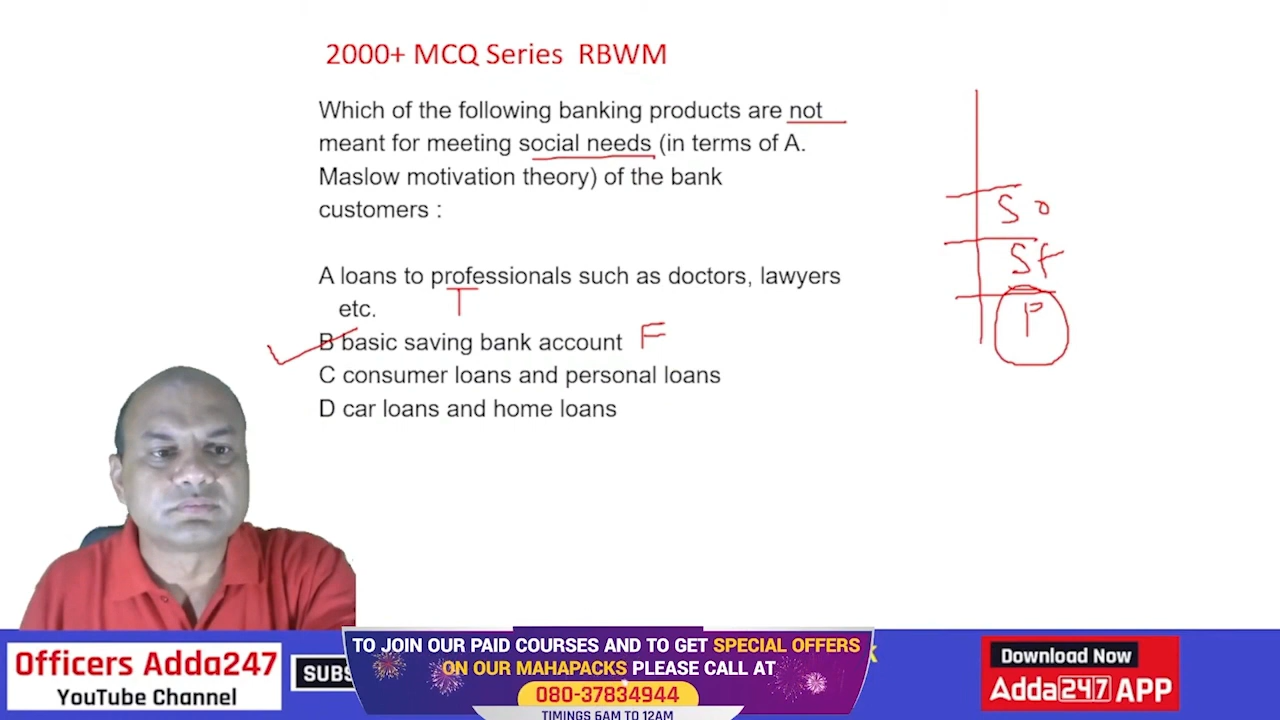 2000+ MCQ Series RBWM
Which of the following banking products are not
meant for meeting social needs (in terms of A.
Maslow motivation theory) of the bank
customers :
A loans to professionals such as doctors, lawyers
etc.
T
B basic saving bank account F
C consumer loans and personal loans
D car loans and home loans
So
Sf
P
Officers Adda247
YouTube Channel
SUBS
TO JOIN OUR PAID COURSES AND TO GET SPECIAL OFFERS
ON OUR MAHAPACKS PLEASE CALL AT
080-37834944
TIMINGS 6AM TO 12AM
Download Now
Adda247 APP